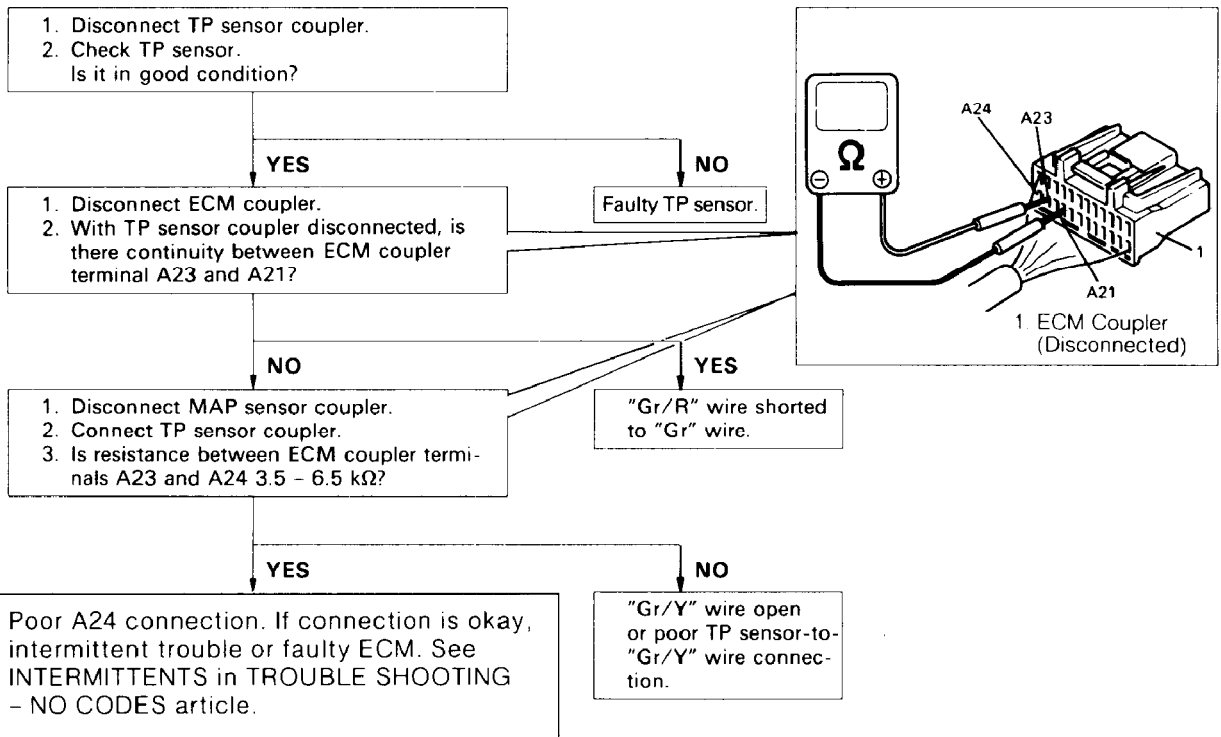 1. Disconnect TP sensor coupler.
2. Check TP sensor.
Is it in good condition?
YES
NO
1. Disconnect ECM coupler.
2. With TP sensor coupler disconnected, is
there continuity between ECM coupler
terminal A23 and A21?
Faulty TP sensor.
NO
YES
1. Disconnect MAP sensor coupler.
2. Connect TP sensor coupler.
3. Is resistance between ECM coupler termi-
nals A23 and A24 3.5 – 6.5 kΩ?
"Gr/R" wire shorted
to "Gr" wire.
YES
NO
Poor A24 connection. If connection is okay,
intermittent trouble or faulty ECM. See
INTERMITTENTS in TROUBLE SHOOTING
– NO CODES article.
"Gr/Y" wire open
or poor TP sensor-to-
"Gr/Y" wire connec-
tion.
A24
A23
Ω
⊖ ⊕
1
A21
1. ECM Coupler
(Disconnected)